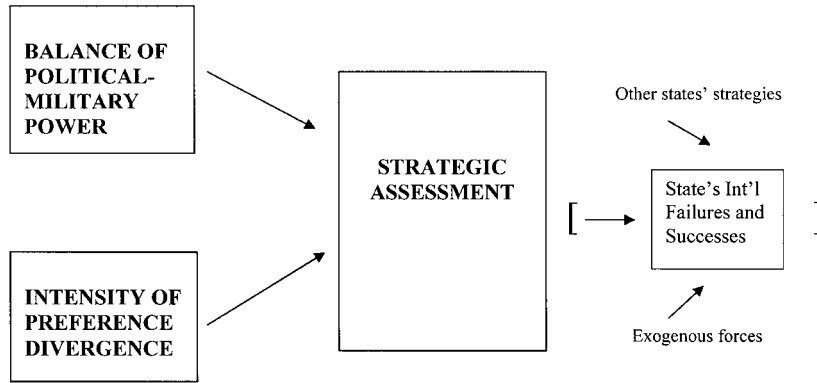 BALANCE OF
POLITICAL-
MILITARY
POWER
INTENSITY OF
PREFERENCE
DIVERGENCE
STRATEGIC
ASSESSMENT
Other states' strategies
[
State's Int'l
Failures and
Successes
]
Exogenous forces